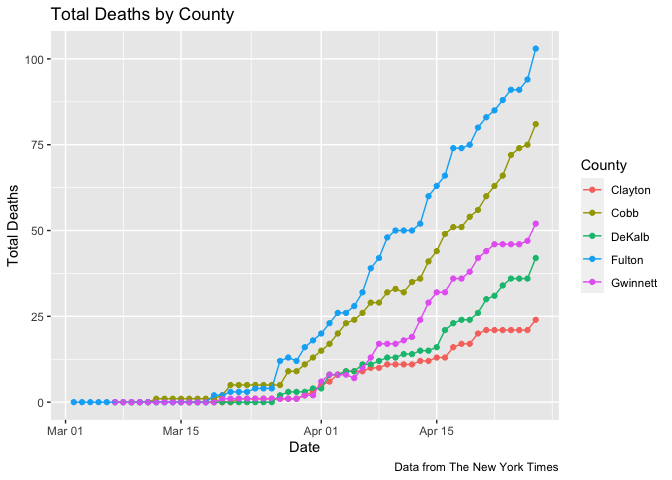 Total Deaths by County
Total Deaths
100
75
50
25
0
Mar 01
Mar 15
Apr 01
Apr 15
Date
County
Clayton
Cobb
DeKalb
Fulton
Gwinnett
Data from The New York Times